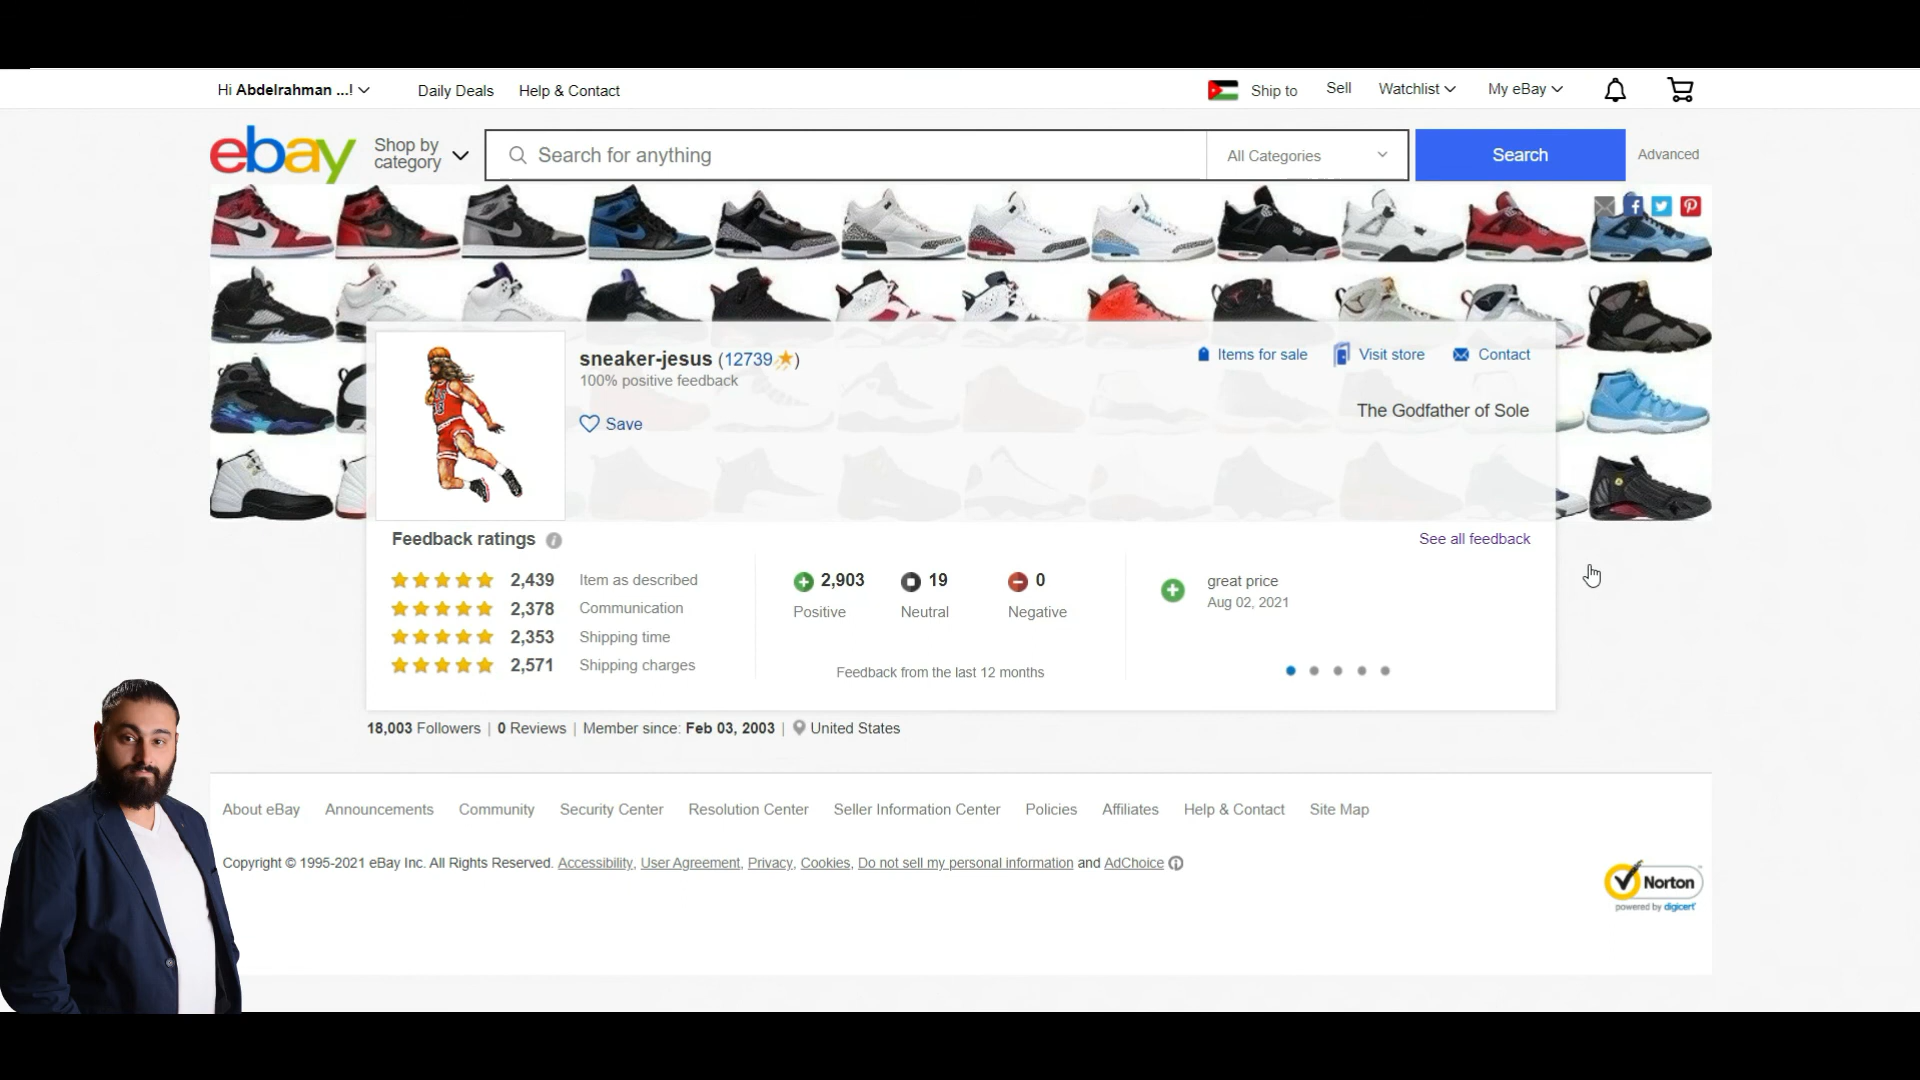 Hi Abdelrahman ...! Daily Deals Help & Contact Ship to Sell Watchlist My eBay
ebay Shop by category Search for anything All Categories Search Advanced
sneaker-jesus (12739)
100% positive feedback
Save
Items for sale Visit store Contact
The Godfather of Sole
Feedback ratings See all feedback
2,439 Item as described
2,378 Communication
2,353 Shipping time
2,571 Shipping charges
2,903 19 0
Positive Neutral Negative
Feedback from the last 12 months
great price
Aug 02, 2021
18,003 Followers | 0 Reviews | Member since: Feb 03, 2003 | United States
About eBay Announcements Community Security Center Resolution Center Seller Information Center Policies Affiliates Help & Contact Site Map
Copyright © 1995-2021 eBay Inc. All Rights Reserved. Accessibility, User Agreement, Privacy, Cookies, Do not sell my personal information and AdChoice
Norton
powered by digicert